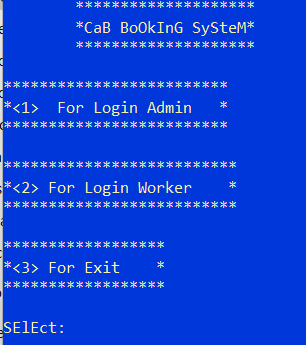 ********************
*CaB BoOkInG SySteM*
********************
*************************
*<1>  For Login Admin   *
*************************
**************************
*<2> For Login Worker    *
**************************
******************
*<3> For Exit    *
******************
SElEct: